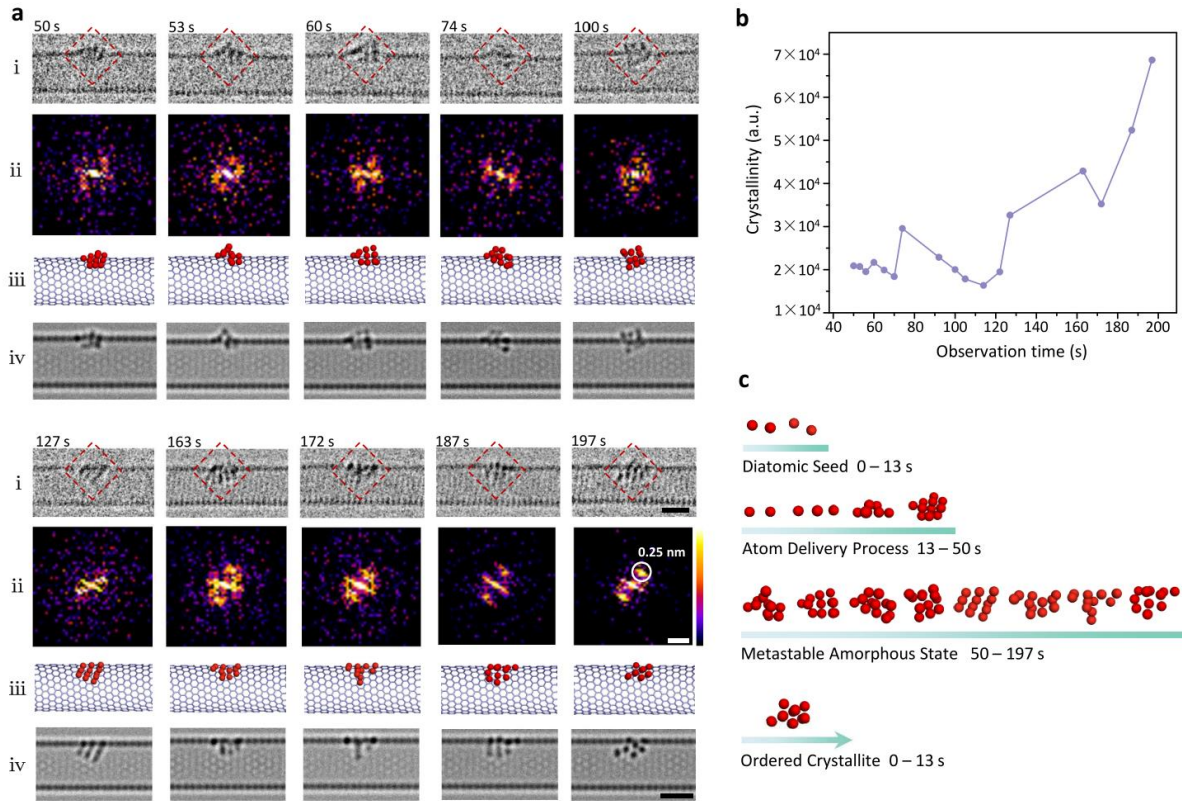 a
50 s 53 s 60 s 74 s 100 s
i
ii
iii
iv
127 s 163 s 172 s 187 s 197 s
i
ii
0.25 nm
iii
iv
b
7×10⁴
5×10⁴
4×10⁴
3×10⁴
2×10⁴
1×10⁴
Crystallinity (a.u.)
40 60 80 100 120 140 160 180 200
Observation time (s)
c
Diatomic Seed 0 – 13 s
Atom Delivery Process 13 – 50 s
Metastable Amorphous State 50 – 197 s
Ordered Crystallite 0 – 13 s